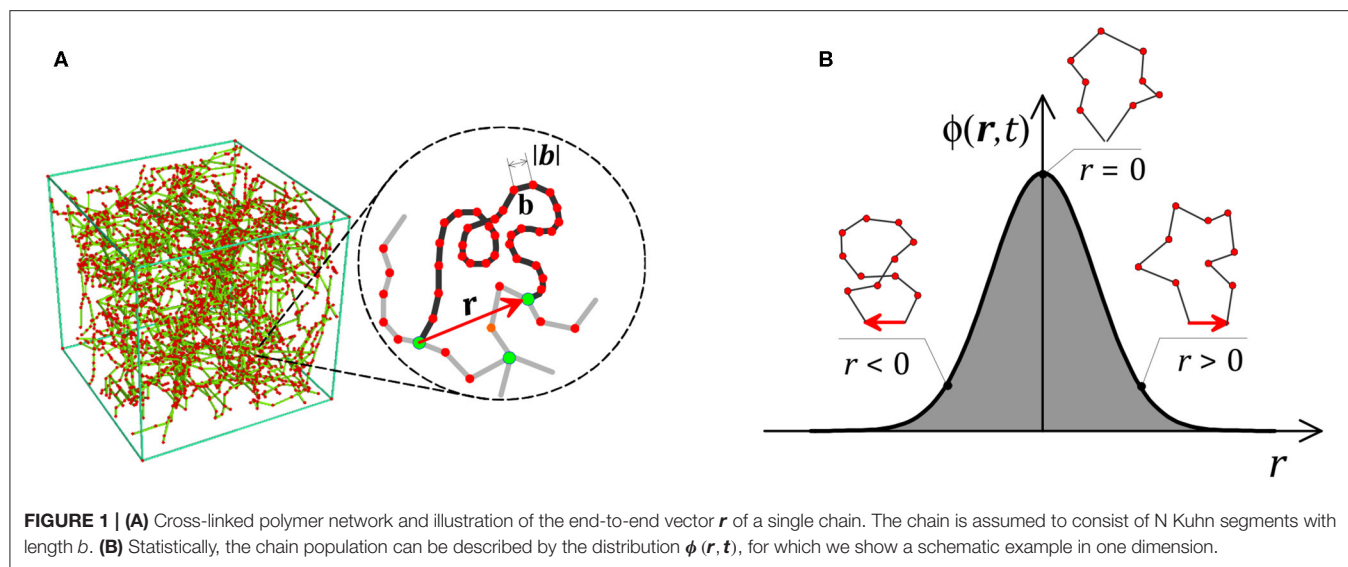 A
B
|b|
b
r
ϕ(r,t)
r = 0
r < 0
r > 0
r
FIGURE 1 | (A) Cross-linked polymer network and illustration of the end-to-end vector r of a single chain. The chain is assumed to consist of N Kuhn segments with
length b. (B) Statistically, the chain population can be described by the distribution ϕ (r, t), for which we show a schematic example in one dimension.